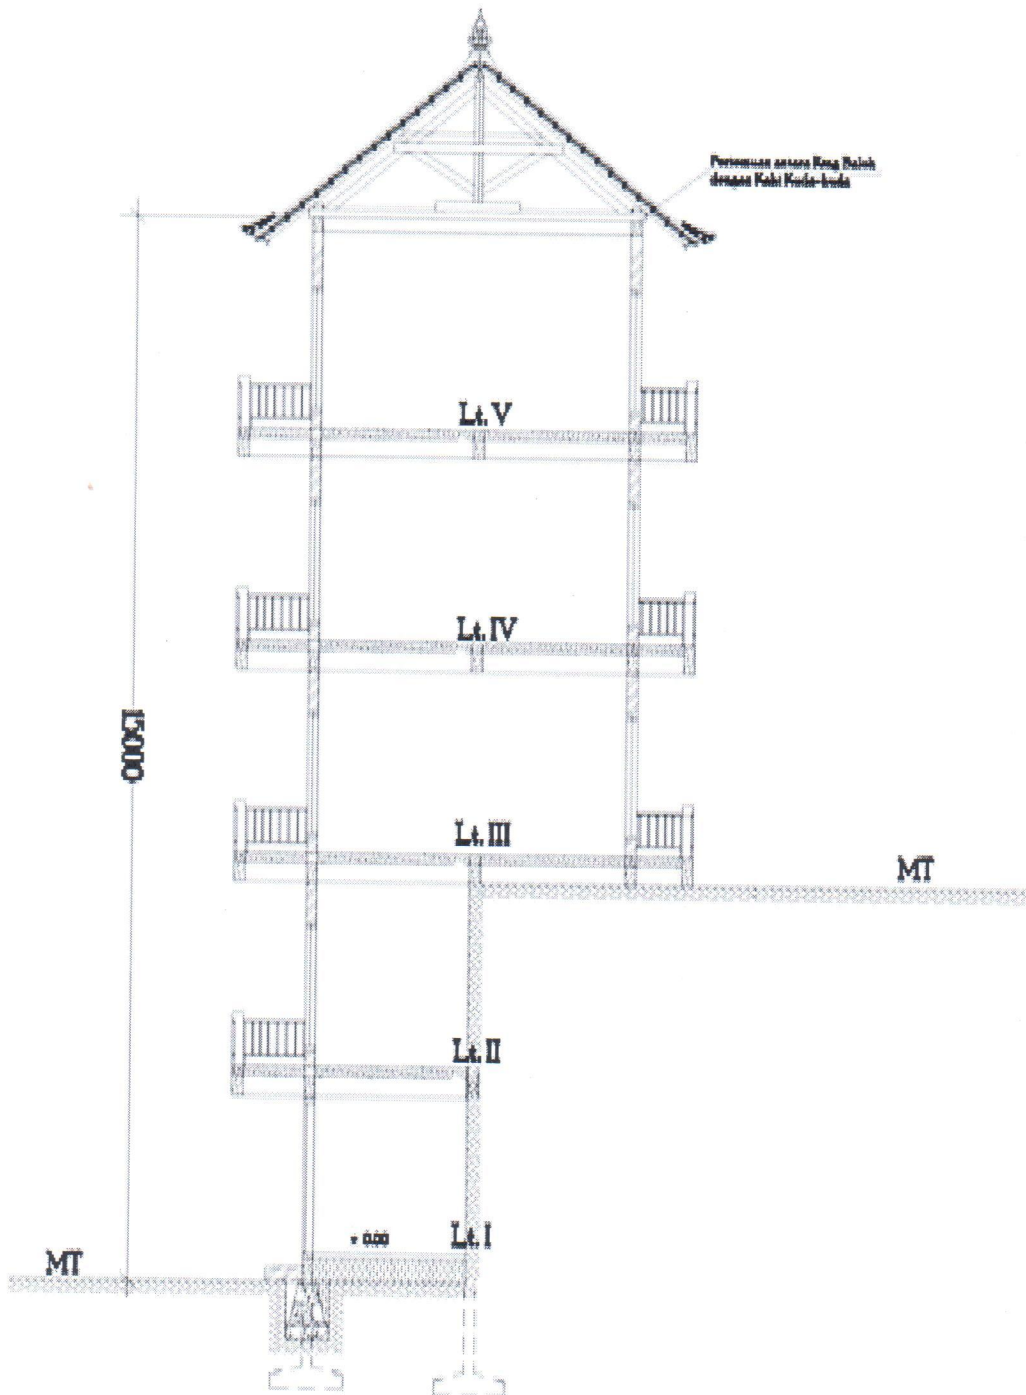 Pertemuan antara Ring Balok
dengan Kaki Kuda-kuda
Lt. V
Lt. IV
15000
Lt. III
MT
Lt. II
Lt. I
± 0.00
MT